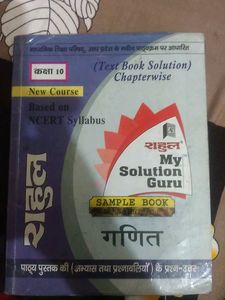 माध्यमिक शिक्षा परिषद्, उत्तर प्रदेश के नवीन पाठ्यक्रम पर आधारित
कक्षा 10
(Text Book Solution)
Chapterwise
New Course
Based on
NCERT Syllabus
राहुल
राहुल
My
Solution
Guru
SAMPLE BOOK
गणित
पाठ्य पुस्तक की (अभ्यास तथा प्रश्नावलियों) के प्रश्न-उत्तर